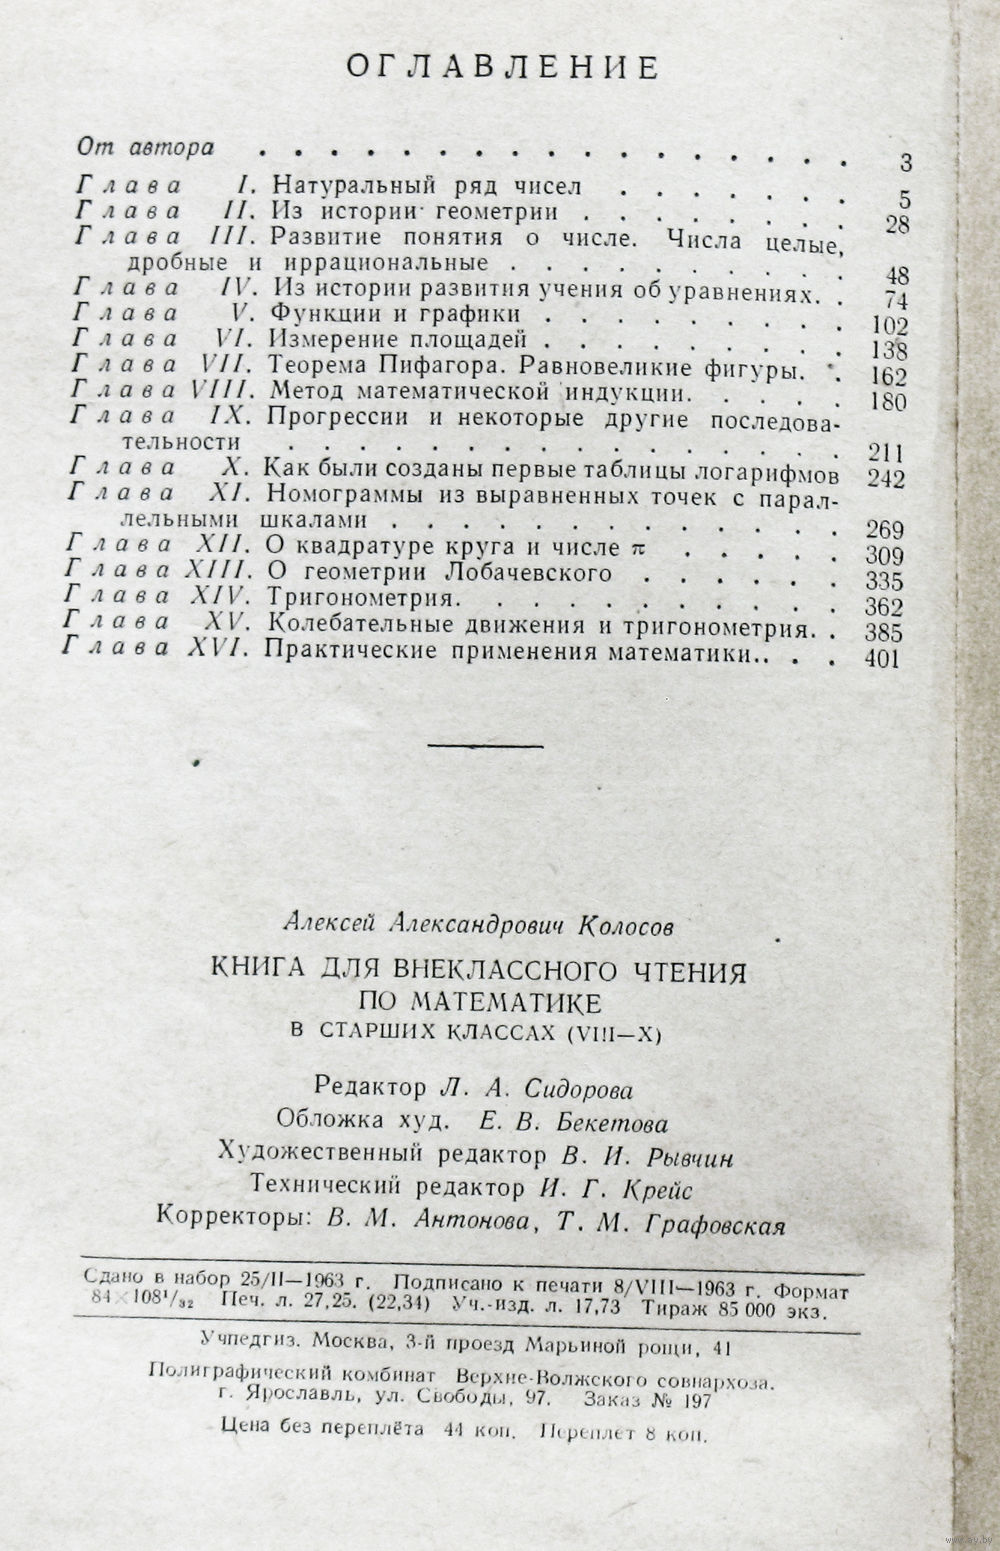 ОГЛАВЛЕНИЕ
От автора . . . . . . . . . . . . . . . . . 3
Глава I. Натуральный ряд чисел . . . . . . . 5
Глава II. Из истории геометрии . . . . . . . . 28
Глава III. Развитие понятия о числе. Числа целые,
дробные и иррациональные . . . . . . . . . . 48
Глава IV. Из истории развития учения об уравнениях. . 74
Глава V. Функции и графики . . . . . . . . . 102
Глава VI. Измерение площадей . . . . . . . . . 138
Глава VII. Теорема Пифагора. Равновеликие фигуры. . . 162
Глава VIII. Метод математической индукции. . . . . 180
Глава IX. Прогрессии и некоторые другие последова-
тельности . . . . . . . . . . . . . . . . 211
Глава X. Как были созданы первые таблицы логарифмов 242
Глава XI. Номограммы из выравненных точек с парал-
лельными шкалами . . . . . . . . . . . . . 269
Глава XII. О квадратуре круга и числе π . . . . . 309
Глава XIII. О геометрии Лобачевского . . . . . . 335
Глава XIV. Тригонометрия. . . . . . . . . . . 362
Глава XV. Колебательные движения и тригонометрия. . 385
Глава XVI. Практические применения математики.. . . 401
Алексей Александрович Колосов
КНИГА ДЛЯ ВНЕКЛАССНОГО ЧТЕНИЯ
ПО МАТЕМАТИКЕ
В СТАРШИХ КЛАССАХ (VIII—X)
Редактор Л. А. Сидорова
Обложка худ. Е. В. Бекетова
Художественный редактор В. И. Рывчин
Технический редактор И. Г. Крейс
Корректоры: В. М. Антонова, Т. М. Графовская
Сдано в набор 25/II—1963 г. Подписано к печати 8/VIII—1963 г. Формат
84×108¹/₃₂ Печ. л. 27,25. (22,34) Уч.-изд. л. 17,73 Тираж 85 000 экз.
Учпедгиз. Москва, 3-й проезд Марьиной рощи, 41
Полиграфический комбинат Верхне-Волжского совнархоза.
г. Ярославль, ул. Свободы, 97. Заказ № 197
Цена без переплёта 44 коп. Переплет 8 коп.
www.ay.by